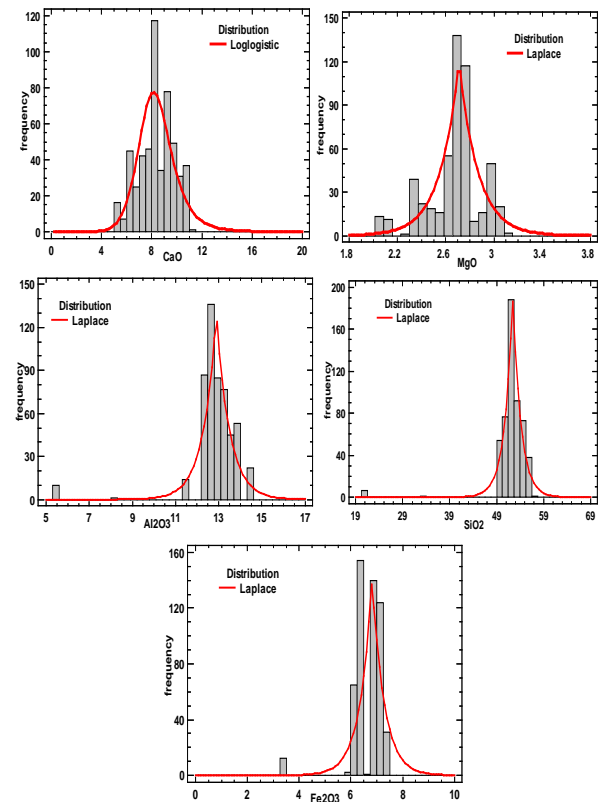 120
100
80
60
40
20
0
frequency
Distribution
Loglogistic
0 4 8 12 16 20
CaO
150
120
90
60
30
0
frequency
Distribution
Laplace
1.8 2.2 2.6 3 3.4 3.8
MgO
150
120
90
60
30
0
frequency
Distribution
Laplace
5 7 9 11 13 15 17
Al2O3
200
160
120
80
40
0
frequency
Distribution
Laplace
19 29 39 49 59 69
SiO2
160
120
80
40
0
frequency
Distribution
Laplace
0 2 4 6 8 10
Fe2O3